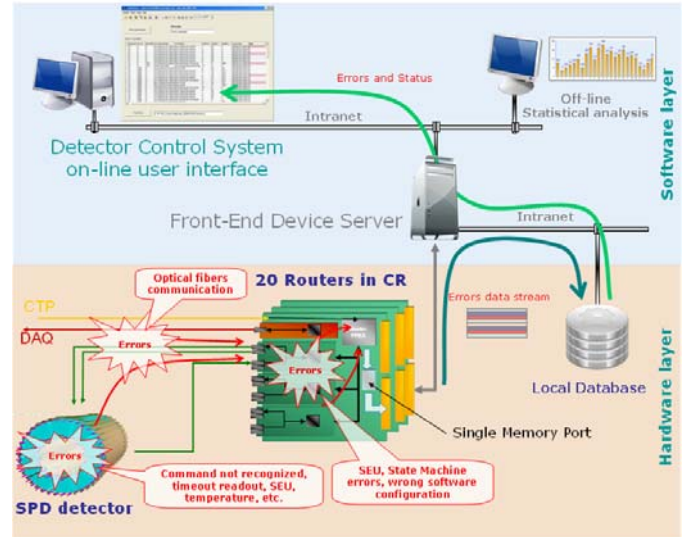 Errors and Status
Intranet
Off-line
Statistical analysis
Software layer
Detector Control System
on-line user interface
Front-End Device Server
Intranet
Optical fibers
communication
20 Routers in CR
CTP
DAQ
Errors
Errors
Errors data stream
Local Database
Hardware layer
Single Memory Port
Errors
Command not recognized,
timeout readout, SEU,
temperature, etc.
SEU, State Machine
errors, wrong software
configuration
SPD detector